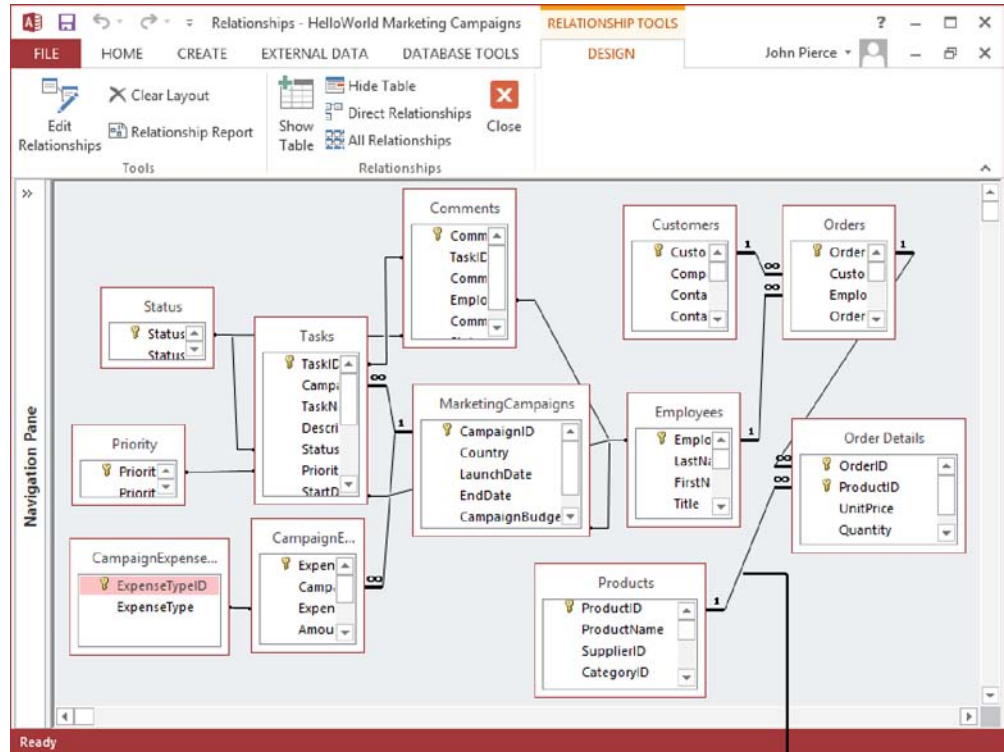 Relationships - HelloWorld Marketing Campaigns
RELATIONSHIP TOOLS
?
FILE
HOME
CREATE
EXTERNAL DATA
DATABASE TOOLS
DESIGN
John Pierce
Edit
Relationships
Clear Layout
Relationship Report
Tools
Show
Table
Hide Table
Direct Relationships
All Relationships
Close
Relationships
Navigation Pane
Comments
Comm
TaskID
Comm
Emplo
Comm
Customers
Custo
Comp
Conta
Conta
1
∞
∞
Orders
Order
Custo
Emplo
Order
1
Status
Status
Status
Tasks
TaskID
Campa
TaskN
Descri
Status
Priorit
StartD
∞
1
MarketingCampaigns
CampaignID
Country
LaunchDate
EndDate
CampaignBudge
Employees
Emplo
LastNa
FirstN
Title
1
Order Details
OrderID
ProductID
UnitPrice
Quantity
∞
∞
Priority
Priorit
Priorit
CampaignExpense...
ExpenseTypeID
ExpenseType
CampaignE...
Expen
Campa
Expen
Amou
∞
Products
ProductID
ProductName
SupplierID
CategoryID
1
Ready